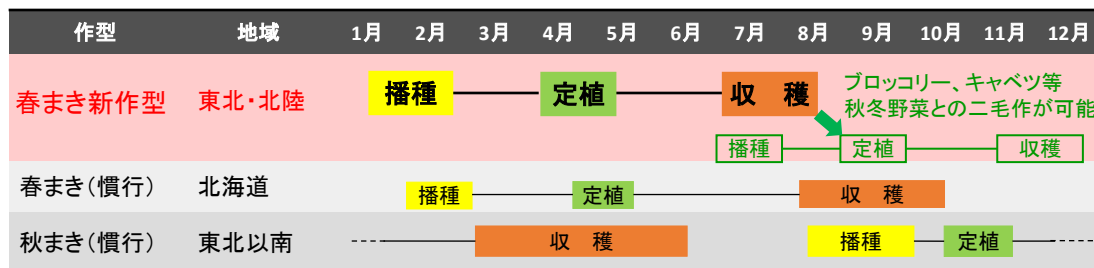 作型 地域 1月 2月 3月 4月 5月 6月 7月 8月 9月 10月 11月 12月
春まき新作型 東北・北陸 播種 定植 収 穫 ブロッコリー、キャベツ等
秋冬野菜との二毛作が可能
播種 定植 収穫
春まき（慣行） 北海道 播種 定植 収 穫
秋まき（慣行） 東北以南 収 穫 播種 定植